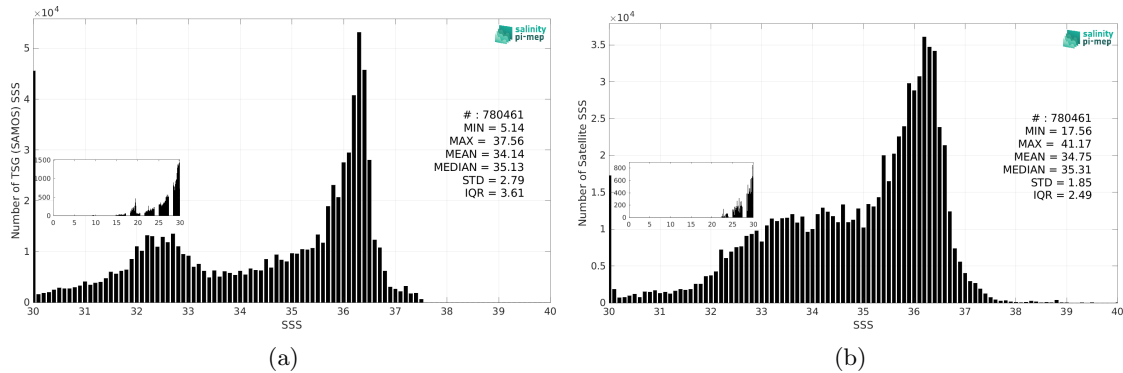 ×10⁴
5
4
3
2
1
0
Number of TSG (SAMOS) SSS
salinity
pi-mep
# : 780461
MIN = 5.14
MAX = 37.56
MEAN = 34.14
MEDIAN = 35.13
STD = 2.79
IQR = 3.61
1500
1000
500
0
0 5 10 15 20 25 30
30 31 32 33 34 35 36 37 38 39 40
SSS
(a)
×10⁴
3.5
3
2.5
2
1.5
1
0.5
0
Number of Satellite SSS
salinity
pi-mep
# : 780461
MIN = 17.56
MAX = 41.17
MEAN = 34.75
MEDIAN = 35.31
STD = 1.85
IQR = 2.49
800
600
400
200
0
0 5 10 15 20 25 30
30 31 32 33 34 35 36 37 38 39 40
SSS
(b)